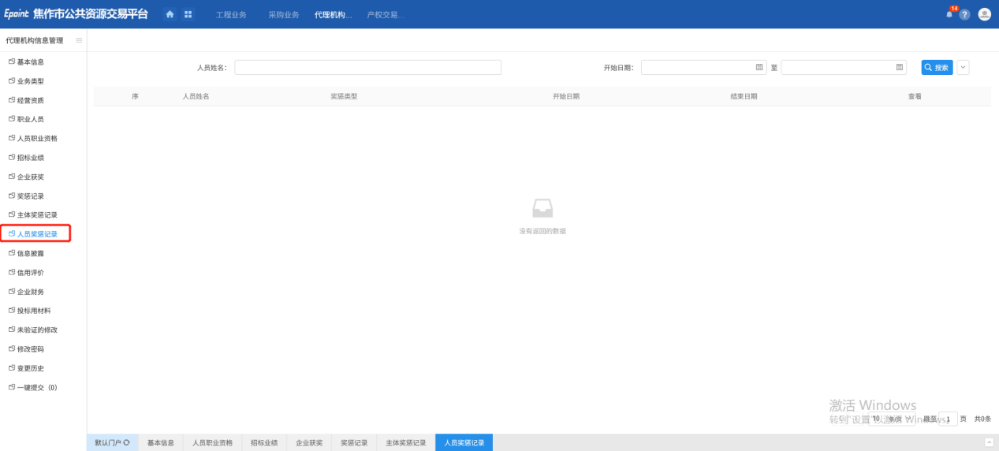 Epoint 焦作市公共资源交易平台
工程业务 采购业务 代理机构... 产权交易...
14
?
代理机构信息管理
基本信息
业务类型
经营资质
职业人员
人员职业资格
招标业绩
企业获奖
奖惩记录
主体奖惩记录
人员奖惩记录
信息披露
信用评价
企业财务
投标用材料
未验证的修改
修改密码
变更历史
一键提交（0）
人员姓名：
开始日期： 至
搜索
序 人员姓名 奖惩类型 开始日期 结束日期 查看
没有返回的数据
激活 Windows
转到"设置"以激活 Windows。
10 条/页 跳至 1 页 共0条
默认门户 基本信息 人员职业资格 招标业绩 企业获奖 奖惩记录 主体奖惩记录 人员奖惩记录